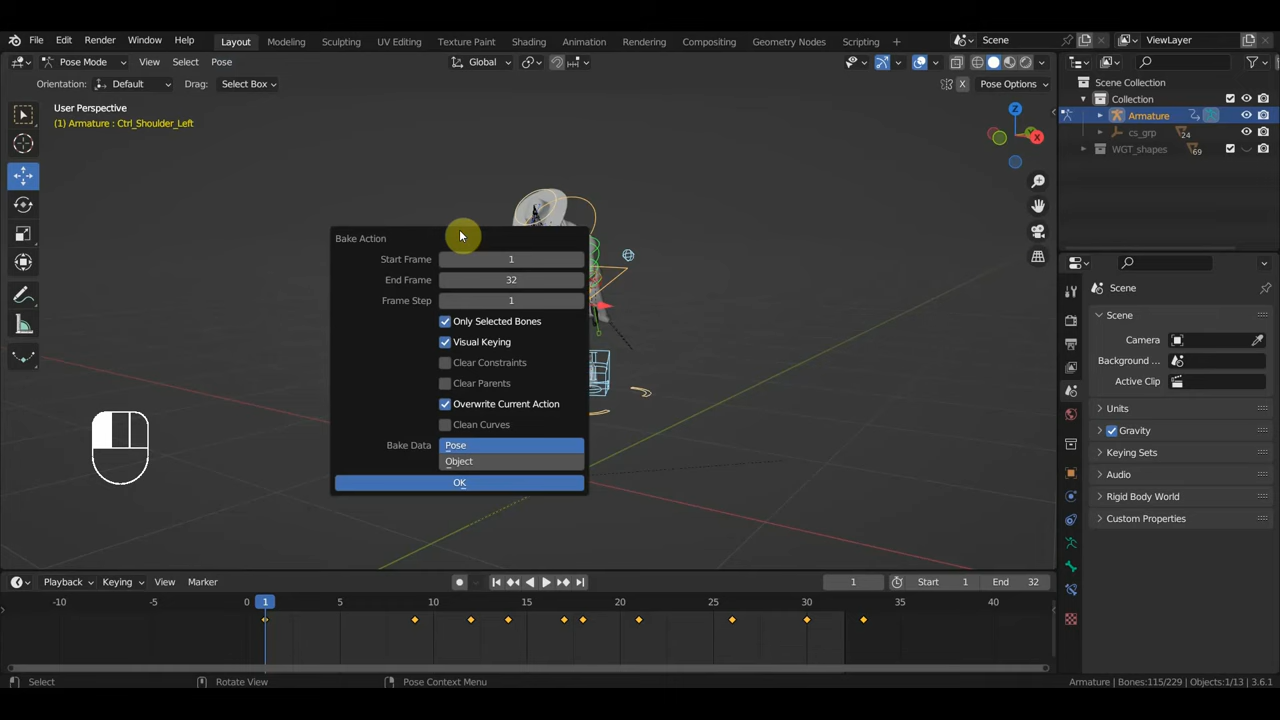 File Edit Render Window Help Layout Modeling Sculpting UV Editing Texture Paint Shading Animation Rendering Compositing Geometry Nodes Scripting + Scene ViewLayer
Pose Mode View Select Pose Global
Orientation: Default Drag: Select Box X Pose Options
User Perspective
(1) Armature : Ctrl_Shoulder_Left
Z
X
Scene Collection
Collection
Armature
cs_grp 24
WGT_shapes 69
Bake Action
Start Frame 1
End Frame 32
Frame Step 1
Only Selected Bones
Visual Keying
Clear Constraints
Clear Parents
Overwrite Current Action
Clean Curves
Bake Data Pose
Object
OK
Scene
Scene
Camera
Background ...
Active Clip
Units
Gravity
Keying Sets
Audio
Rigid Body World
Custom Properties
Playback Keying View Marker 1 Start 1 End 32
-10 -5 0 1 5 10 15 20 25 30 35 40
Select Rotate View Pose Context Menu Armature | Bones:115/229 | Objects:1/13 | 3.6.1